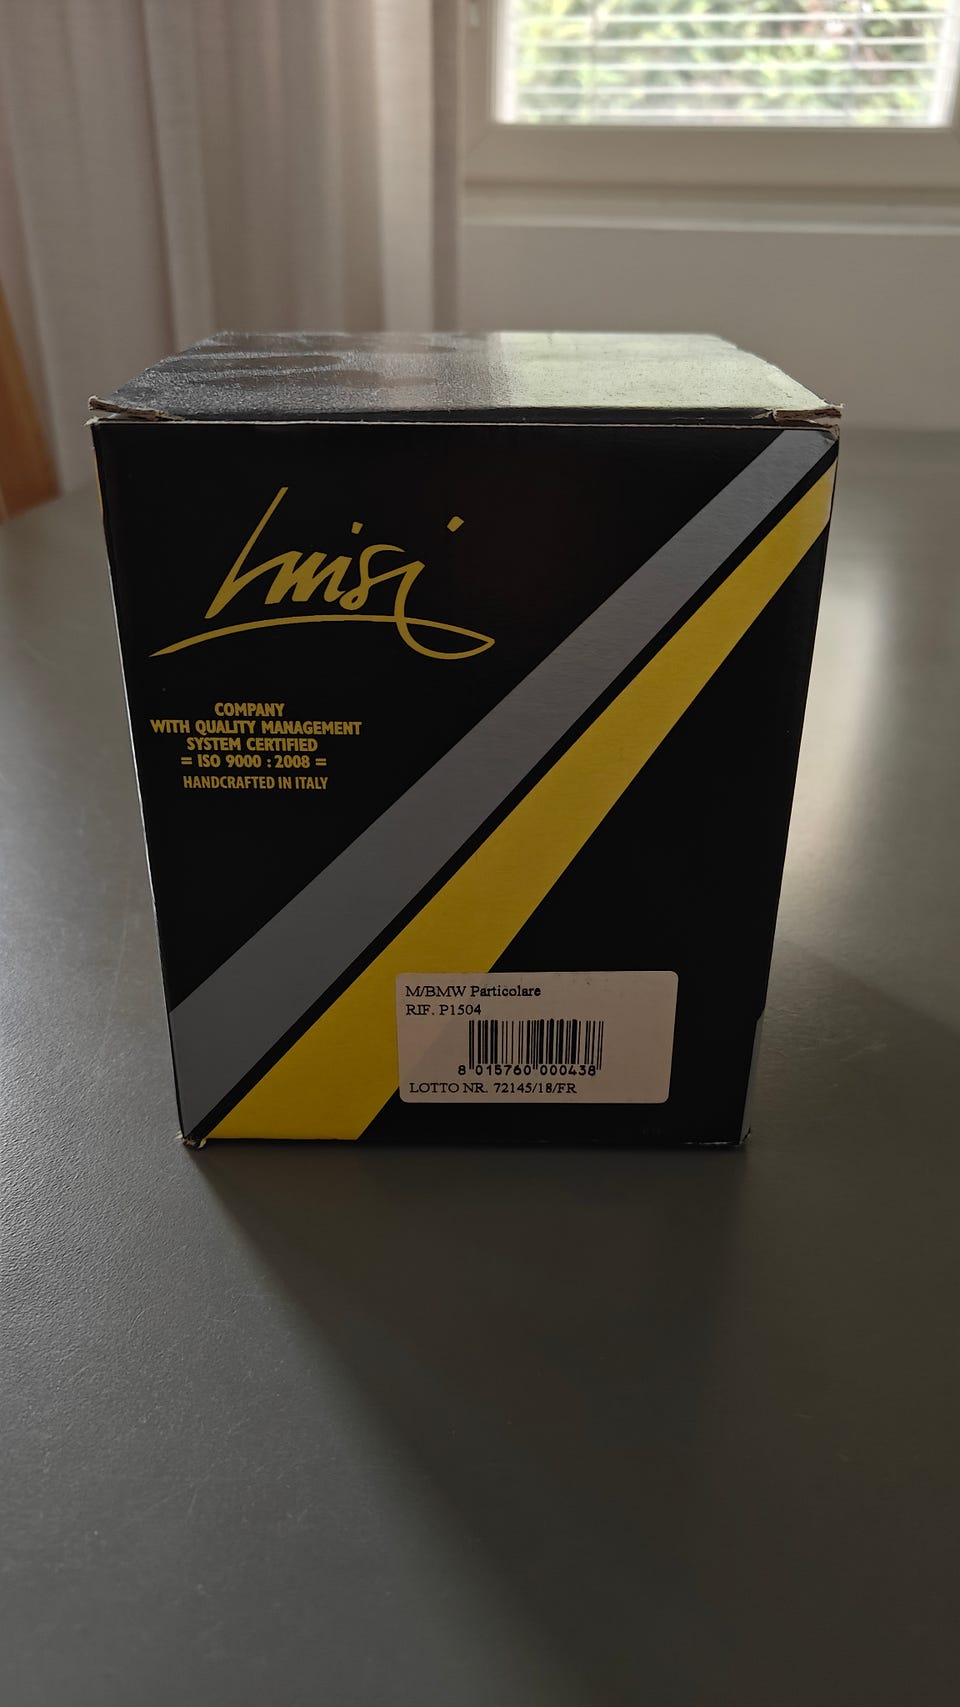 Luisi
COMPANY
WITH QUALITY MANAGEMENT
SYSTEM CERTIFIED
= ISO 9000 : 2008 =
HANDCRAFTED IN ITALY
M/BMW Particolare
RIF. P1504
8 015760 000438
LOTTO NR. 72145/18/FR